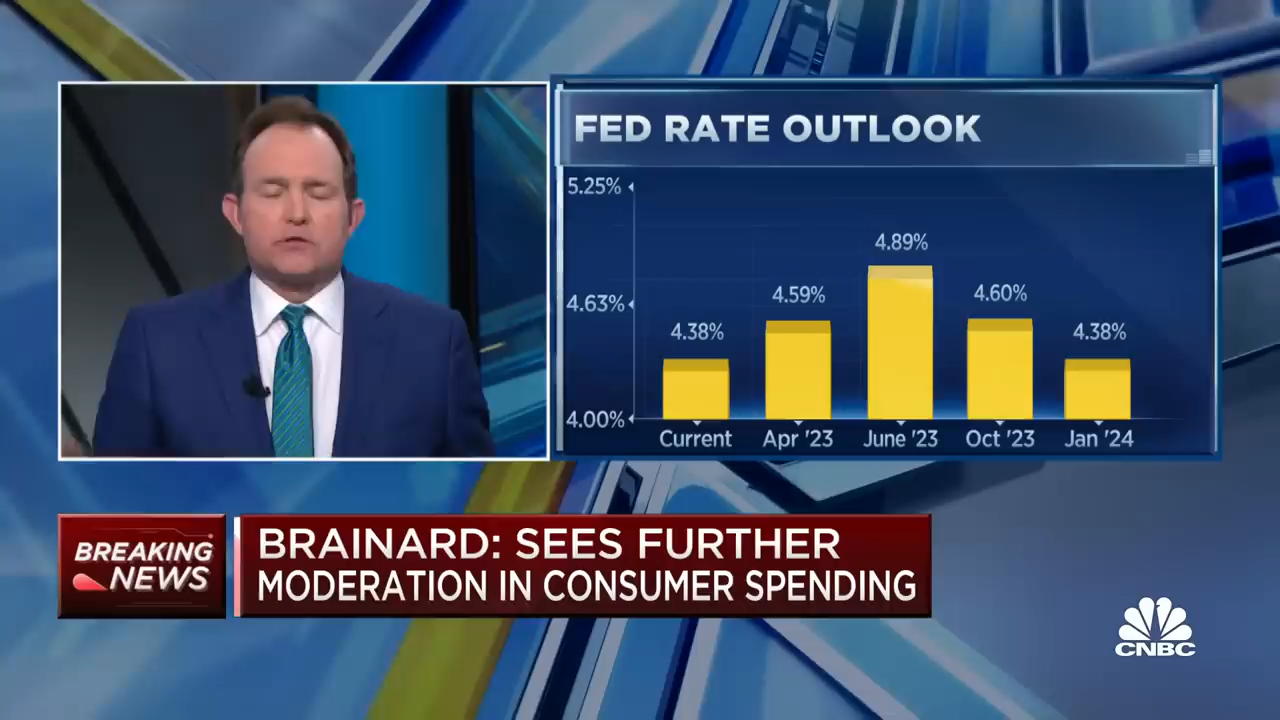 FED RATE OUTLOOK
5.25%
4.63%
4.00%
4.38%
4.59%
4.89%
4.60%
4.38%
Current
Apr '23
June '23
Oct '23
Jan '24
BREAKING
NEWS
BRAINARD: SEES FURTHER
MODERATION IN CONSUMER SPENDING
CNBC